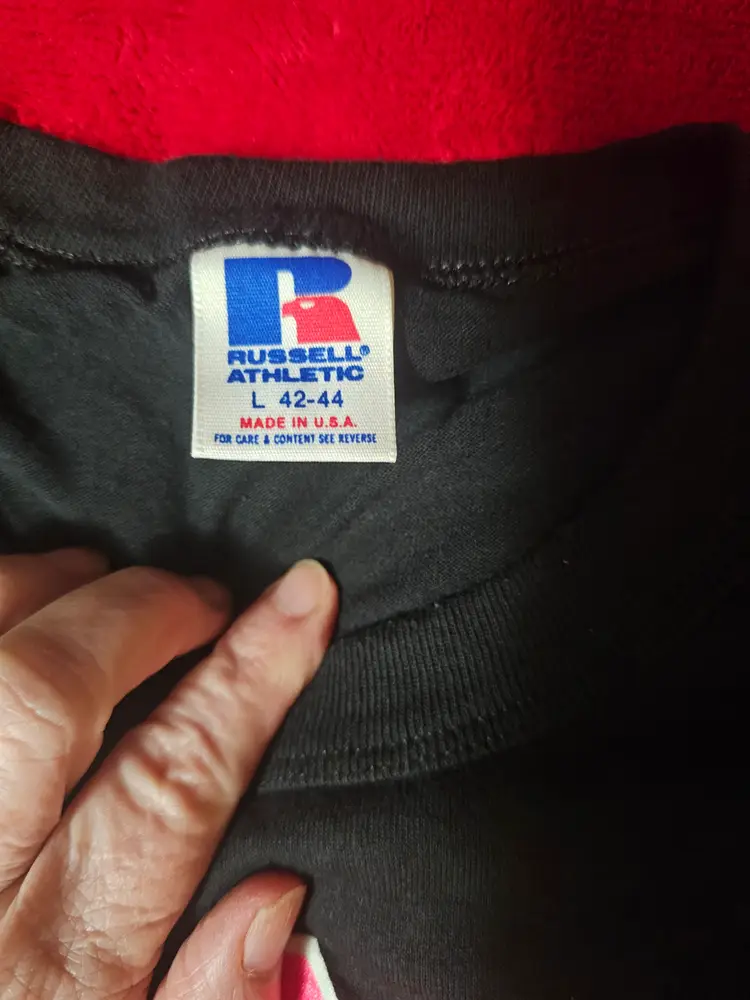 R
RUSSELL®
ATHLETIC
L 42-44
MADE IN U.S.A.
FOR CARE & CONTENT SEE REVERSE